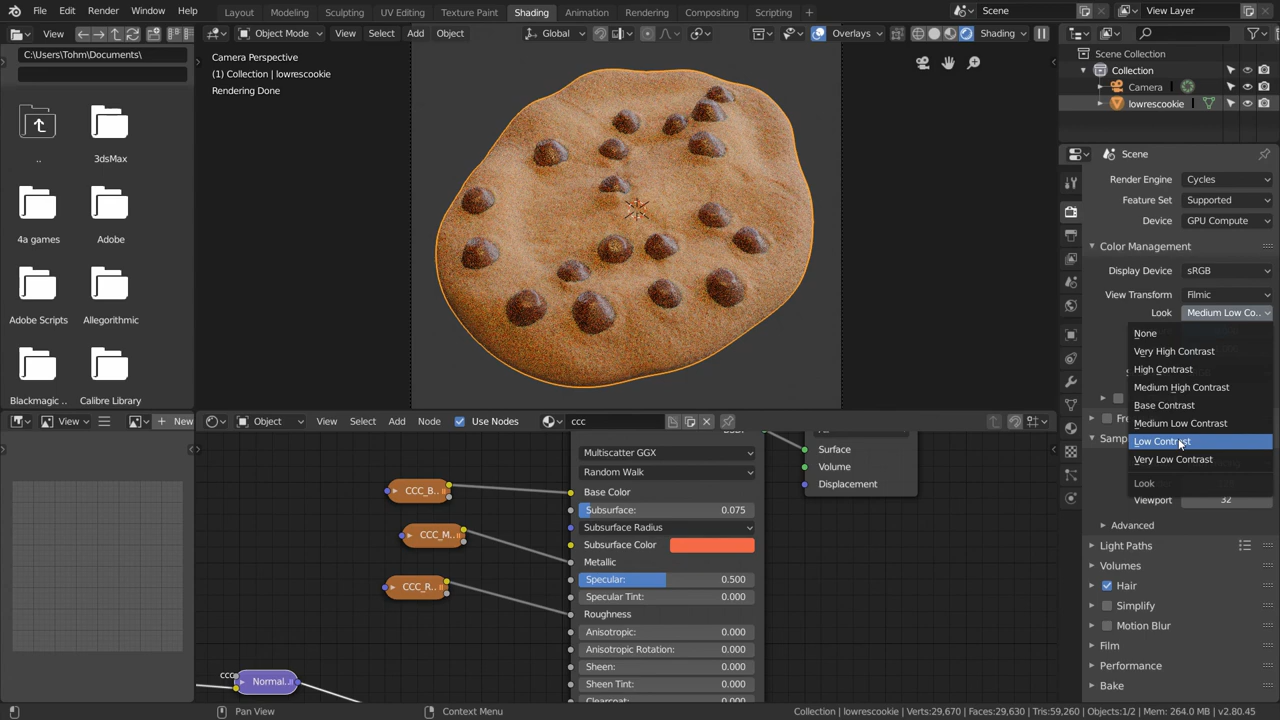 File Edit Render Window Help Layout Modeling Sculpting UV Editing Texture Paint Shading Animation Rendering Compositing Scripting Scene View Layer
View Object Mode View Select Add Object Global Overlays Shading
C:\Users\Tohm\Documents\
..
3dsMax
4a games
Adobe
Adobe Scripts
Allegorithmic
Blackmagic ..
Calibre Library
Camera Perspective
(1) Collection | lowrescookie
Rendering Done
Scene Collection
Collection
Camera
lowrescookie
Scene
Render Engine Cycles
Feature Set Supported
Device GPU Compute
Color Management
Display Device sRGB
View Transform Filmic
Look Medium Low Co..
None
Very High Contrast
High Contrast
Medium High Contrast
Base Contrast
Medium Low Contrast
Low Contrast
Very Low Contrast
Look
Viewport 32
Advanced
Light Paths
Volumes
Hair
Simplify
Motion Blur
Film
Performance
Bake
View New
Object View Select Add Node Use Nodes ccc
Multiscatter GGX
Random Walk
Base Color
Subsurface: 0.075
Subsurface Radius
Subsurface Color
Metallic
Specular: 0.500
Specular Tint: 0.000
Roughness
Anisotropic: 0.000
Anisotropic Rotation: 0.000
Sheen: 0.000
Sheen Tint: 0.000
CCC_B..
CCC_M..
CCC_R..
ccc
Normal..
Surface
Volume
Displacement
Pan View Context Menu Collection | lowrescookie | Verts:29,670 | Faces:29,630 | Tris:59,260 | Objects:1/2 | Mem: 264.0 MB | v2.80.45